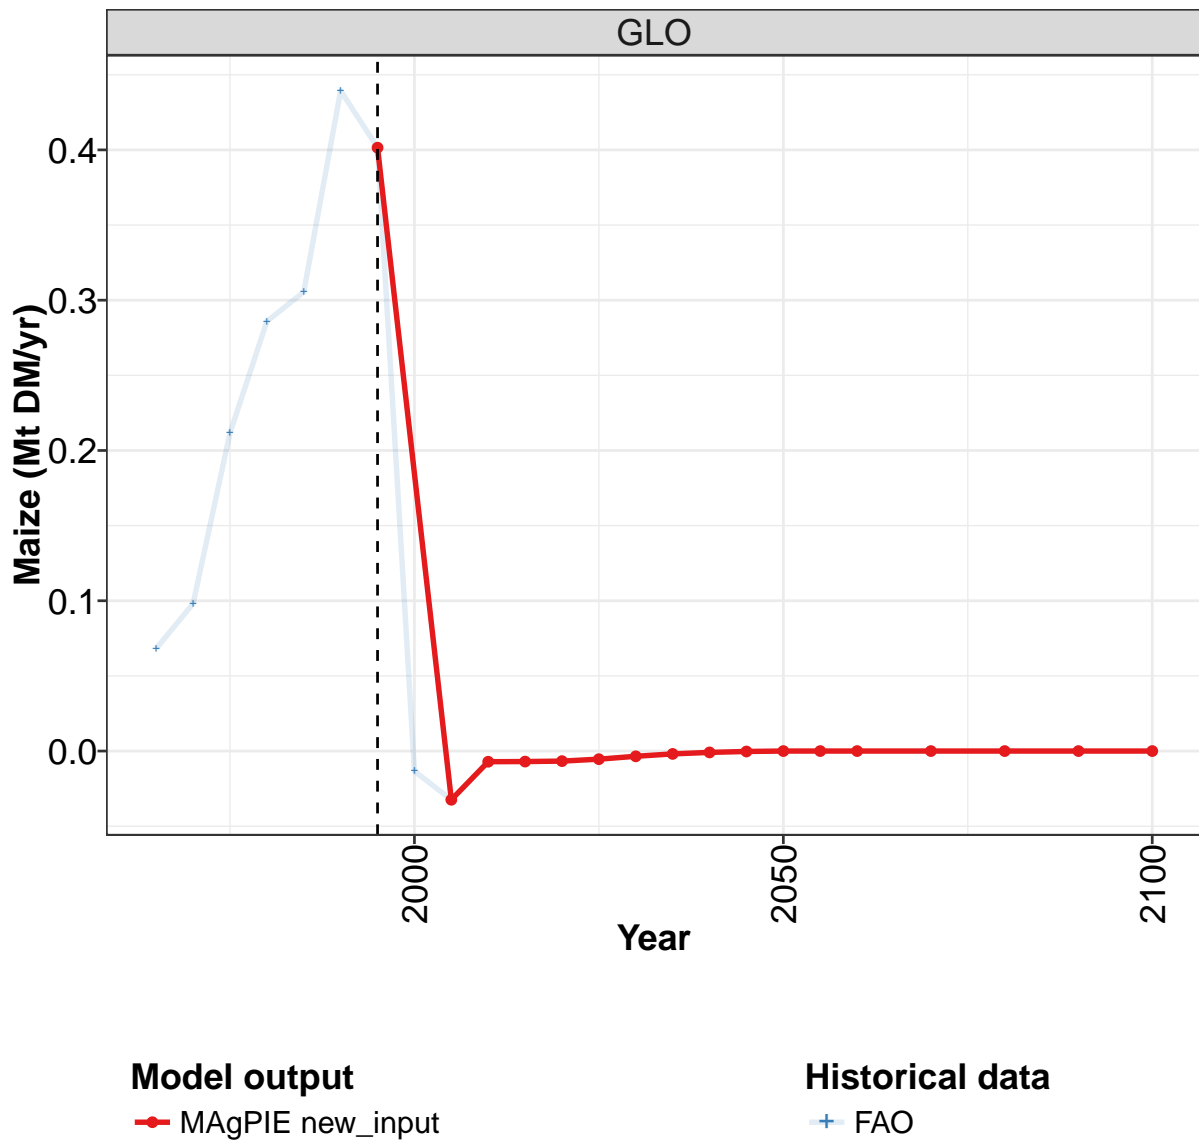 GLO
0.4
0.3
0.2
0.1
0.0
Maize (Mt DM/yr)
2000
2050
2100
Year
Model output
MAgPIE new_input
Historical data
FAO